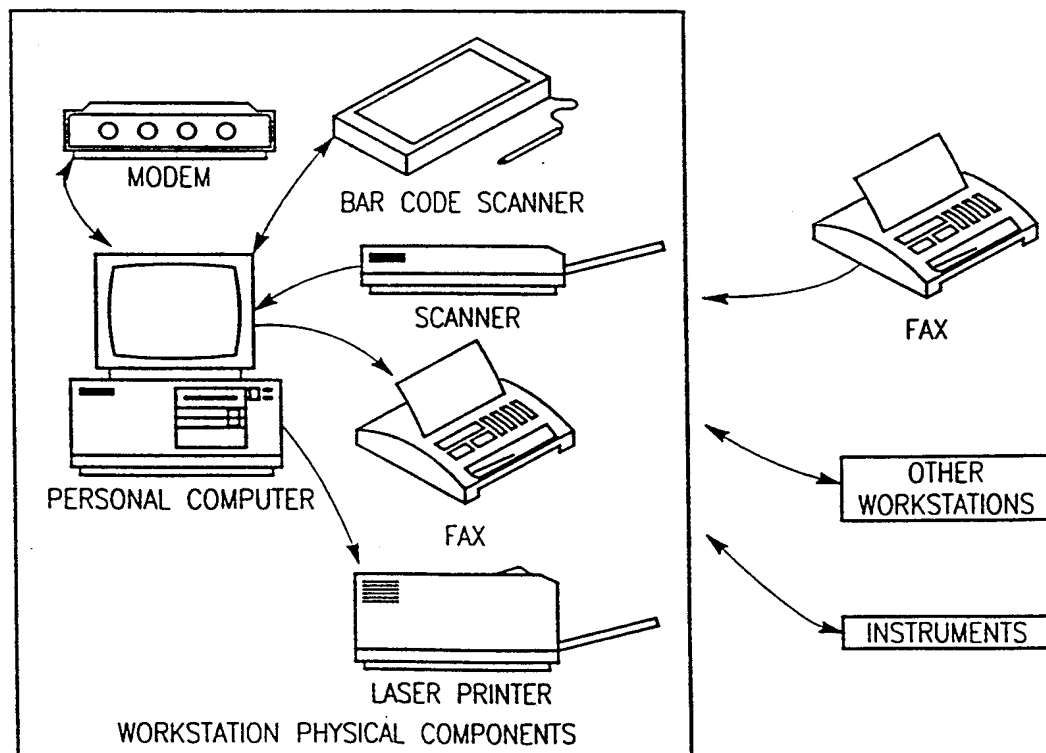 MODEM
BAR CODE SCANNER
SCANNER
FAX
PERSONAL COMPUTER
FAX
OTHER
WORKSTATIONS
INSTRUMENTS
LASER PRINTER
WORKSTATION PHYSICAL COMPONENTS